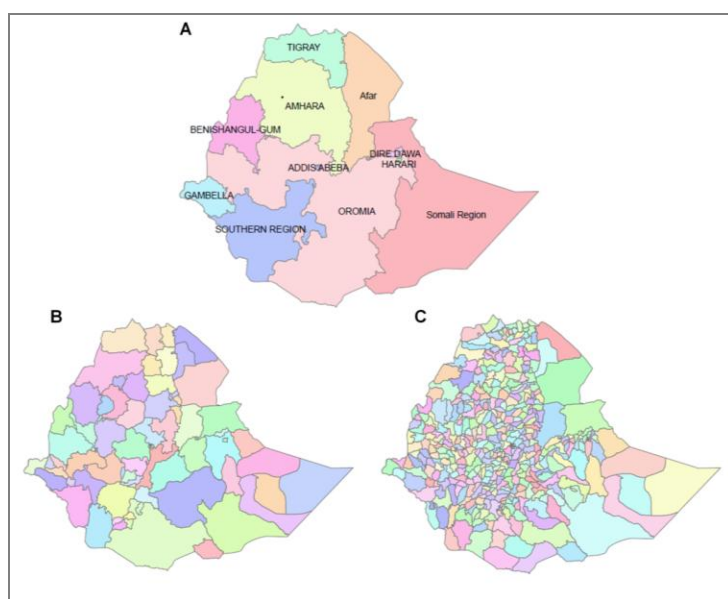 A
TIGRAY
Afar
AMHARA
BENISHANGUL-GUM
DIRE DAWA
ADDIS ABEBA
HARARI
GAMBELLA
OROMIA
Somali Region
SOUTHERN REGION
B
C